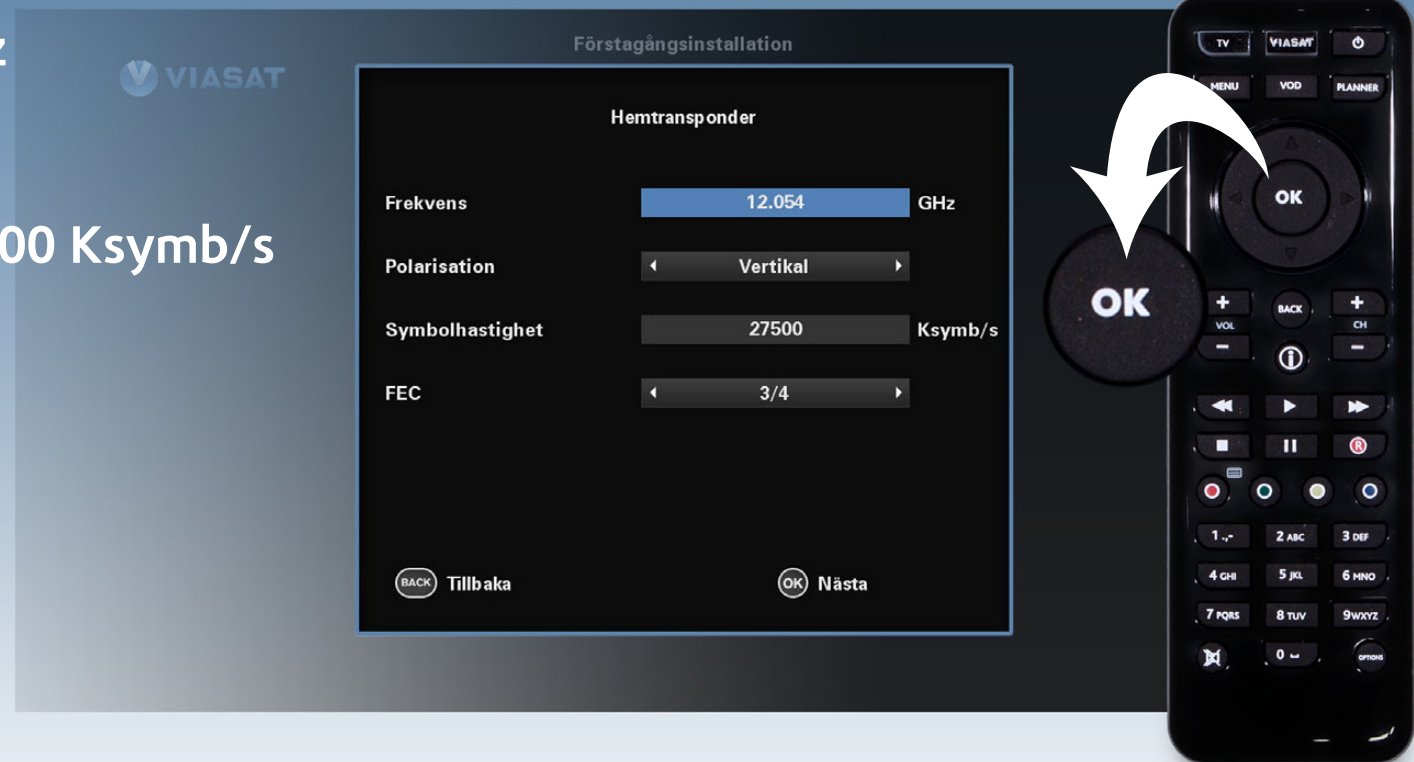 z
00 Ksymb/s
VIASAT
Förstagångsinstallation
Hemtransponder
Frekvens 12.054 GHz
Polarisation Vertikal
Symbolhastighet 27500 Ksymb/s
FEC 3/4
BACK Tillbaka OK Nästa
OK
TV VIASAT
MENU VOD PLANNER
OK
+ BACK +
VOL CH
- -
i
R
1.,- 2 ABC 3 DEF
4 GHI 5 JKL 6 MNO
7 PQRS 8 TUV 9WXYZ
0 OPTIONS